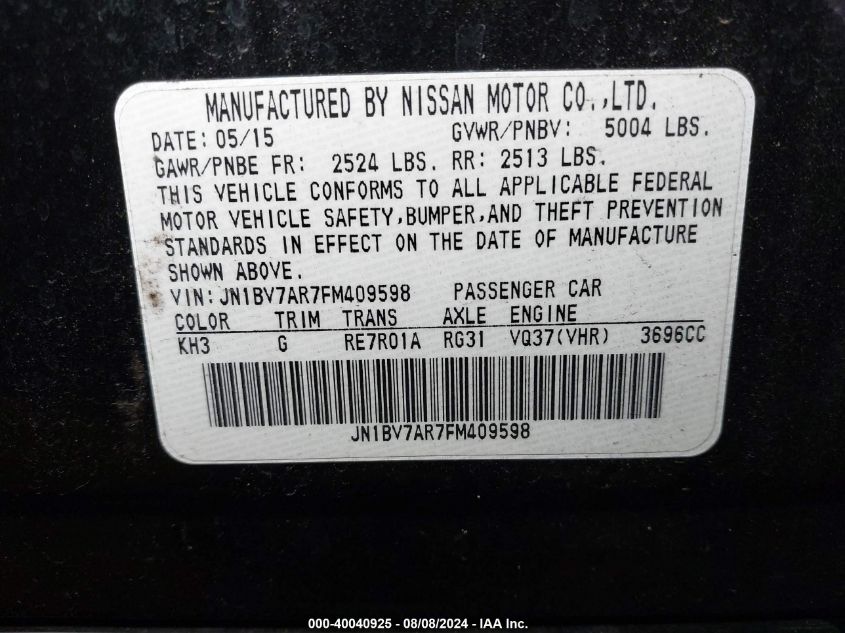 MANUFACTURED BY NISSAN MOTOR CO.,LTD.
DATE: 05/15 GVWR/PNBV: 5004 LBS.
GAWR/PNBE FR: 2524 LBS. RR: 2513 LBS.
THIS VEHICLE CONFORMS TO ALL APPLICABLE FEDERAL
MOTOR VEHICLE SAFETY,BUMPER,AND THEFT PREVENTION
STANDARDS IN EFFECT ON THE DATE OF MANUFACTURE
SHOWN ABOVE.
VIN: JN1BV7AR7FM409598 PASSENGER CAR
COLOR TRIM TRANS AXLE ENGINE
KH3 G RE7R01A RG31 VQ37(VHR) 3696CC
JN1BV7AR7FM409598
000-40040925 - 08/08/2024 - IAA Inc.